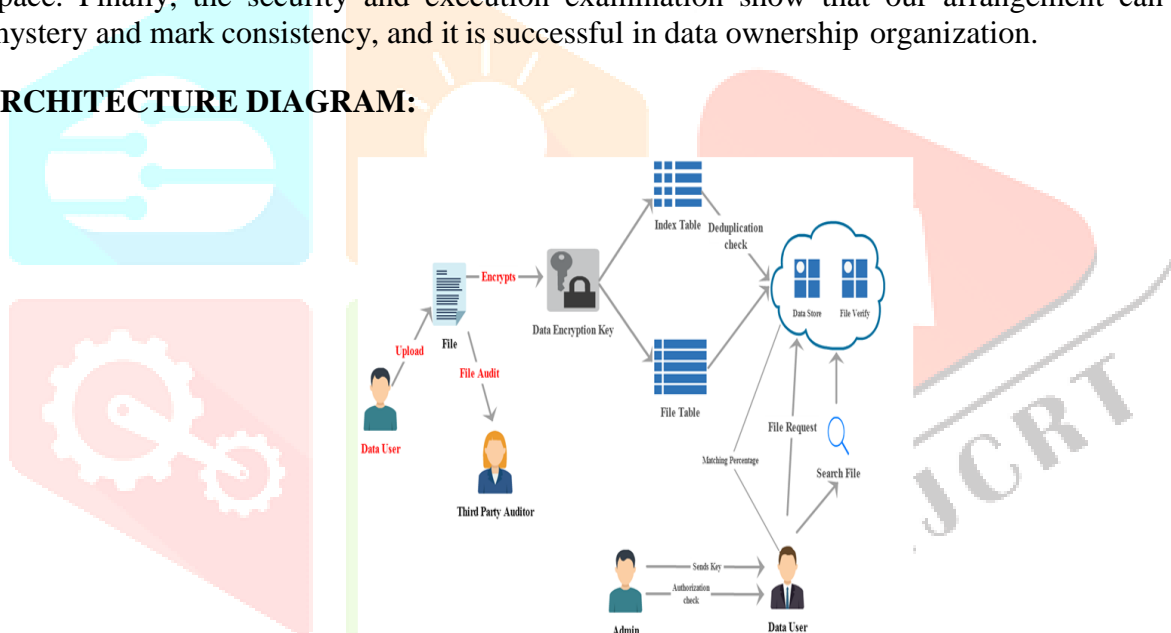 pace. Finally, the security and execution examination show that our arrangement can
mystery and mark consistency, and it is successful in data ownership organization.
RCHITECTURE DIAGRAM:
Index Table
Deduplication
check
Encrypts
Data Store
File Verify
Data Encryption Key
File
Upload
File Audit
File Table
File Request
Data User
Matching Percentage
Search File
Third Party Auditor
Sends Key
Authorization
check
Admin
Data User
JCRT